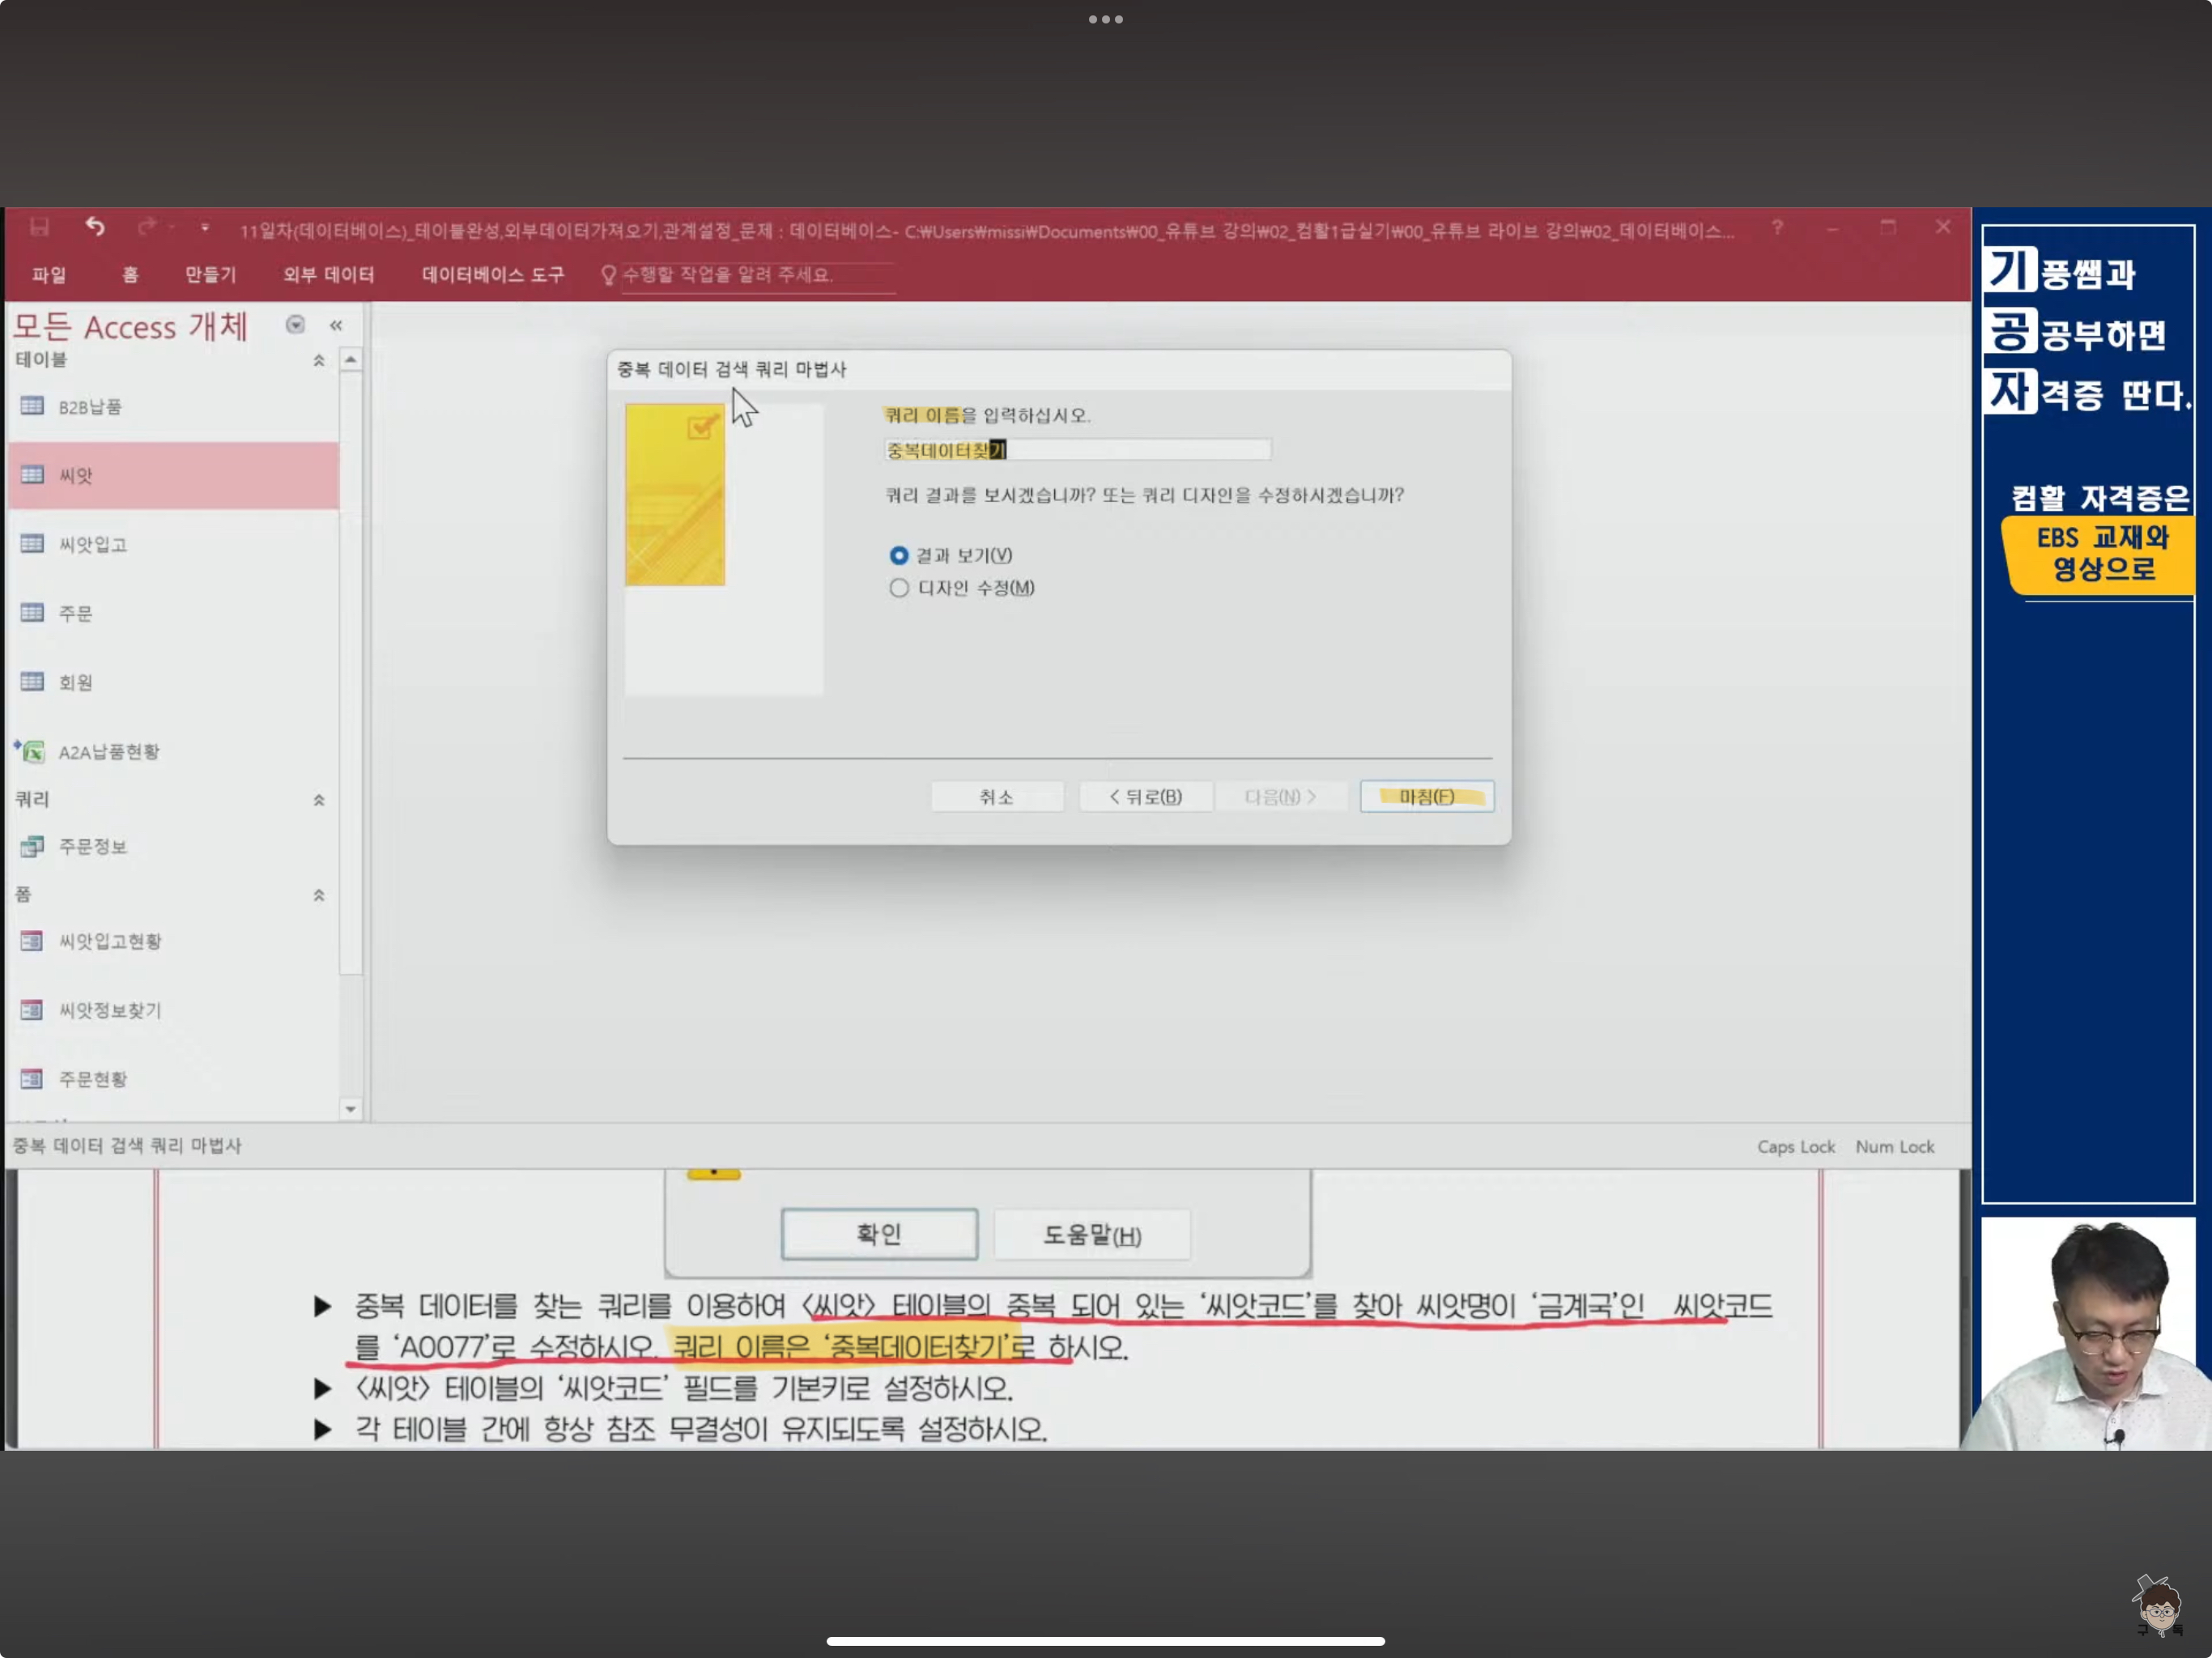 11일차(데이터베이스)_테이블완성,외부데이터가져오기,관계설정_문제 : 데이터베이스- C:₩Users₩missi₩Documents₩00_유튜브 강의₩02_컴활1급실기₩00_유튜브 라이브 강의₩02_데이터베이스...
파일 홈 만들기 외부 데이터 데이터베이스 도구 수행할 작업을 알려 주세요.
모든 Access 개체
테이블
B2B납품
씨앗
씨앗입고
주문
회원
A2A납품현황
쿼리
주문정보
폼
씨앗입고현황
씨앗정보찾기
주문현황
중복 데이터 검색 쿼리 마법사
쿼리 이름을 입력하십시오.
중복데이터찾기
쿼리 결과를 보시겠습니까? 또는 쿼리 디자인을 수정하시겠습니까?
결과 보기(V)
디자인 수정(M)
취소 < 뒤로(B) 다음(N) > 마침(F)
중복 데이터 검색 쿼리 마법사 Caps Lock Num Lock
확인 도움말(H)
▶ 중복 데이터를 찾는 쿼리를 이용하여 〈씨앗〉 테이블의 중복 되어 있는 ‘씨앗코드’를 찾아 씨앗명이 ‘금계국’인 씨앗코드
를 ‘A0077’로 수정하시오. 쿼리 이름은 ‘중복데이터찾기’로 하시오.
▶ 〈씨앗〉 테이블의 ‘씨앗코드’ 필드를 기본키로 설정하시오.
▶ 각 테이블 간에 항상 참조 무결성이 유지되도록 설정하시오.
기풍쌤과
공공부하면
자격증 딴다.
컴활 자격증은
EBS 교재와
영상으로
구독